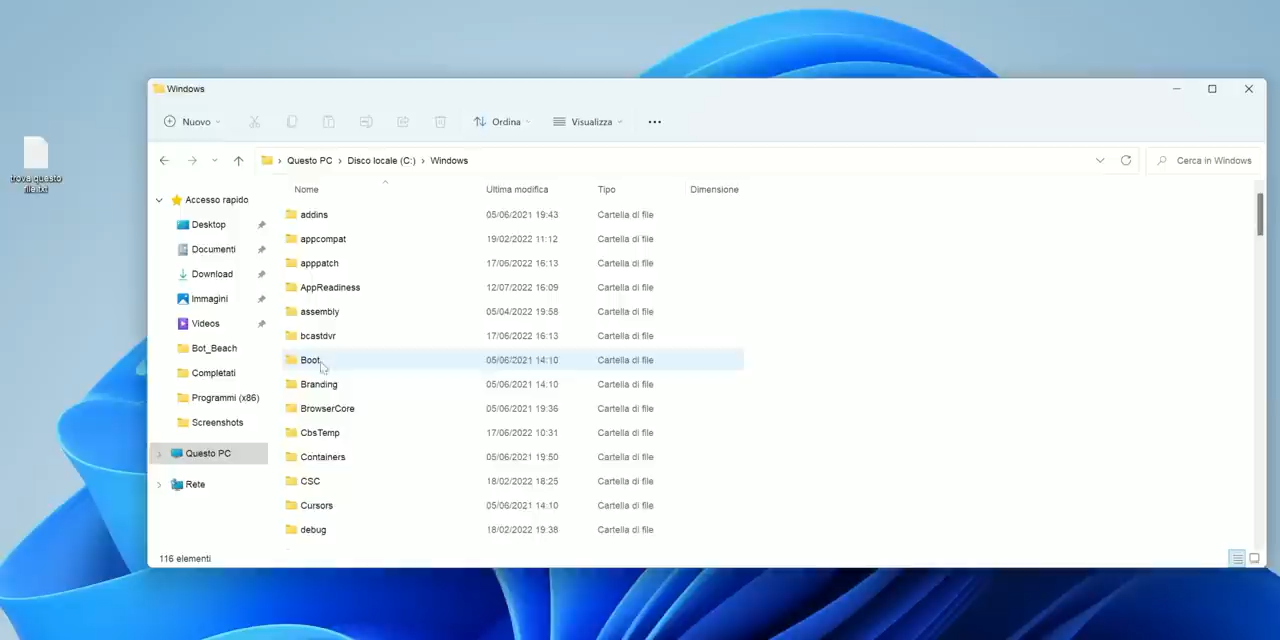 trova questo
file.txt
Windows
Nuovo
Ordina
Visualizza
Questo PC
Disco locale (C:)
Windows
Cerca in Windows
Nome
Ultima modifica
Tipo
Dimensione
Accesso rapido
Desktop
Documenti
Download
Immagini
Videos
Bot_Beach
Completati
Programmi (x86)
Screenshots
Questo PC
Rete
addins 05/06/2021 19:43 Cartella di file
appcompat 19/02/2022 11:12 Cartella di file
apppatch 17/06/2022 16:13 Cartella di file
AppReadiness 12/07/2022 16:09 Cartella di file
assembly 05/04/2022 19:58 Cartella di file
bcastdvr 17/06/2022 16:13 Cartella di file
Boot 05/06/2021 14:10 Cartella di file
Branding 05/06/2021 14:10 Cartella di file
BrowserCore 05/06/2021 19:36 Cartella di file
CbsTemp 17/06/2022 10:31 Cartella di file
Containers 05/06/2021 19:50 Cartella di file
CSC 18/02/2022 18:25 Cartella di file
Cursors 05/06/2021 14:10 Cartella di file
debug 18/02/2022 19:38 Cartella di file
116 elementi